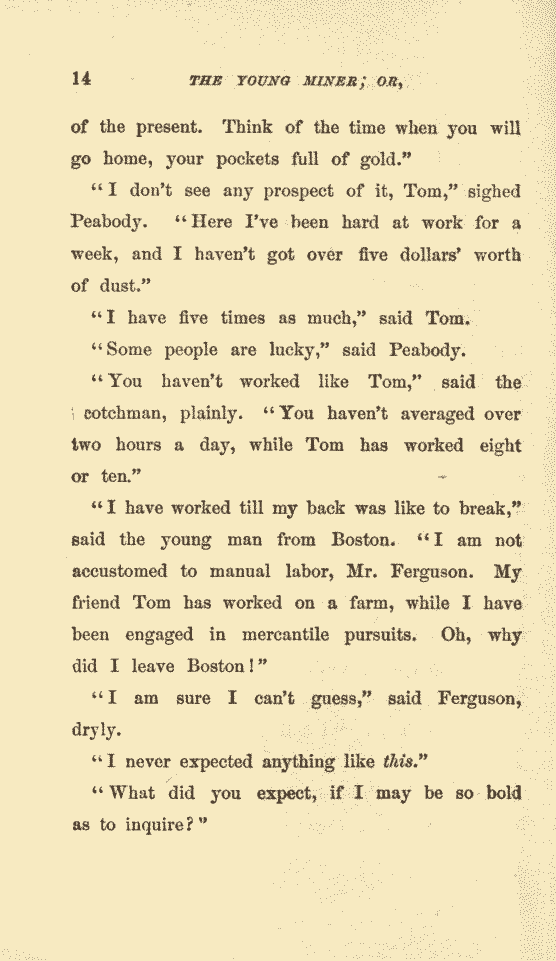 14 THE YOUNG MINER; OR,
of the present. Think of the time when you will
go home, your pockets full of gold.”
“I don’t see any prospect of it, Tom,” sighed
Peabody. “Here I’ve been hard at work for a
week, and I haven’t got over five dollars’ worth
of dust.”
“I have five times as much,” said Tom.
“Some people are lucky,” said Peabody.
“You haven’t worked like Tom,” said the
cotchman, plainly. “You haven’t averaged over
two hours a day, while Tom has worked eight
or ten.”
“I have worked till my back was like to break,”
said the young man from Boston. “I am not
accustomed to manual labor, Mr. Ferguson. My
friend Tom has worked on a farm, while I have
been engaged in mercantile pursuits. Oh, why
did I leave Boston!”
“I am sure I can’t guess,” said Ferguson,
dryly.
“I never expected anything like this.”
“What did you expect, if I may be so bold
as to inquire?”